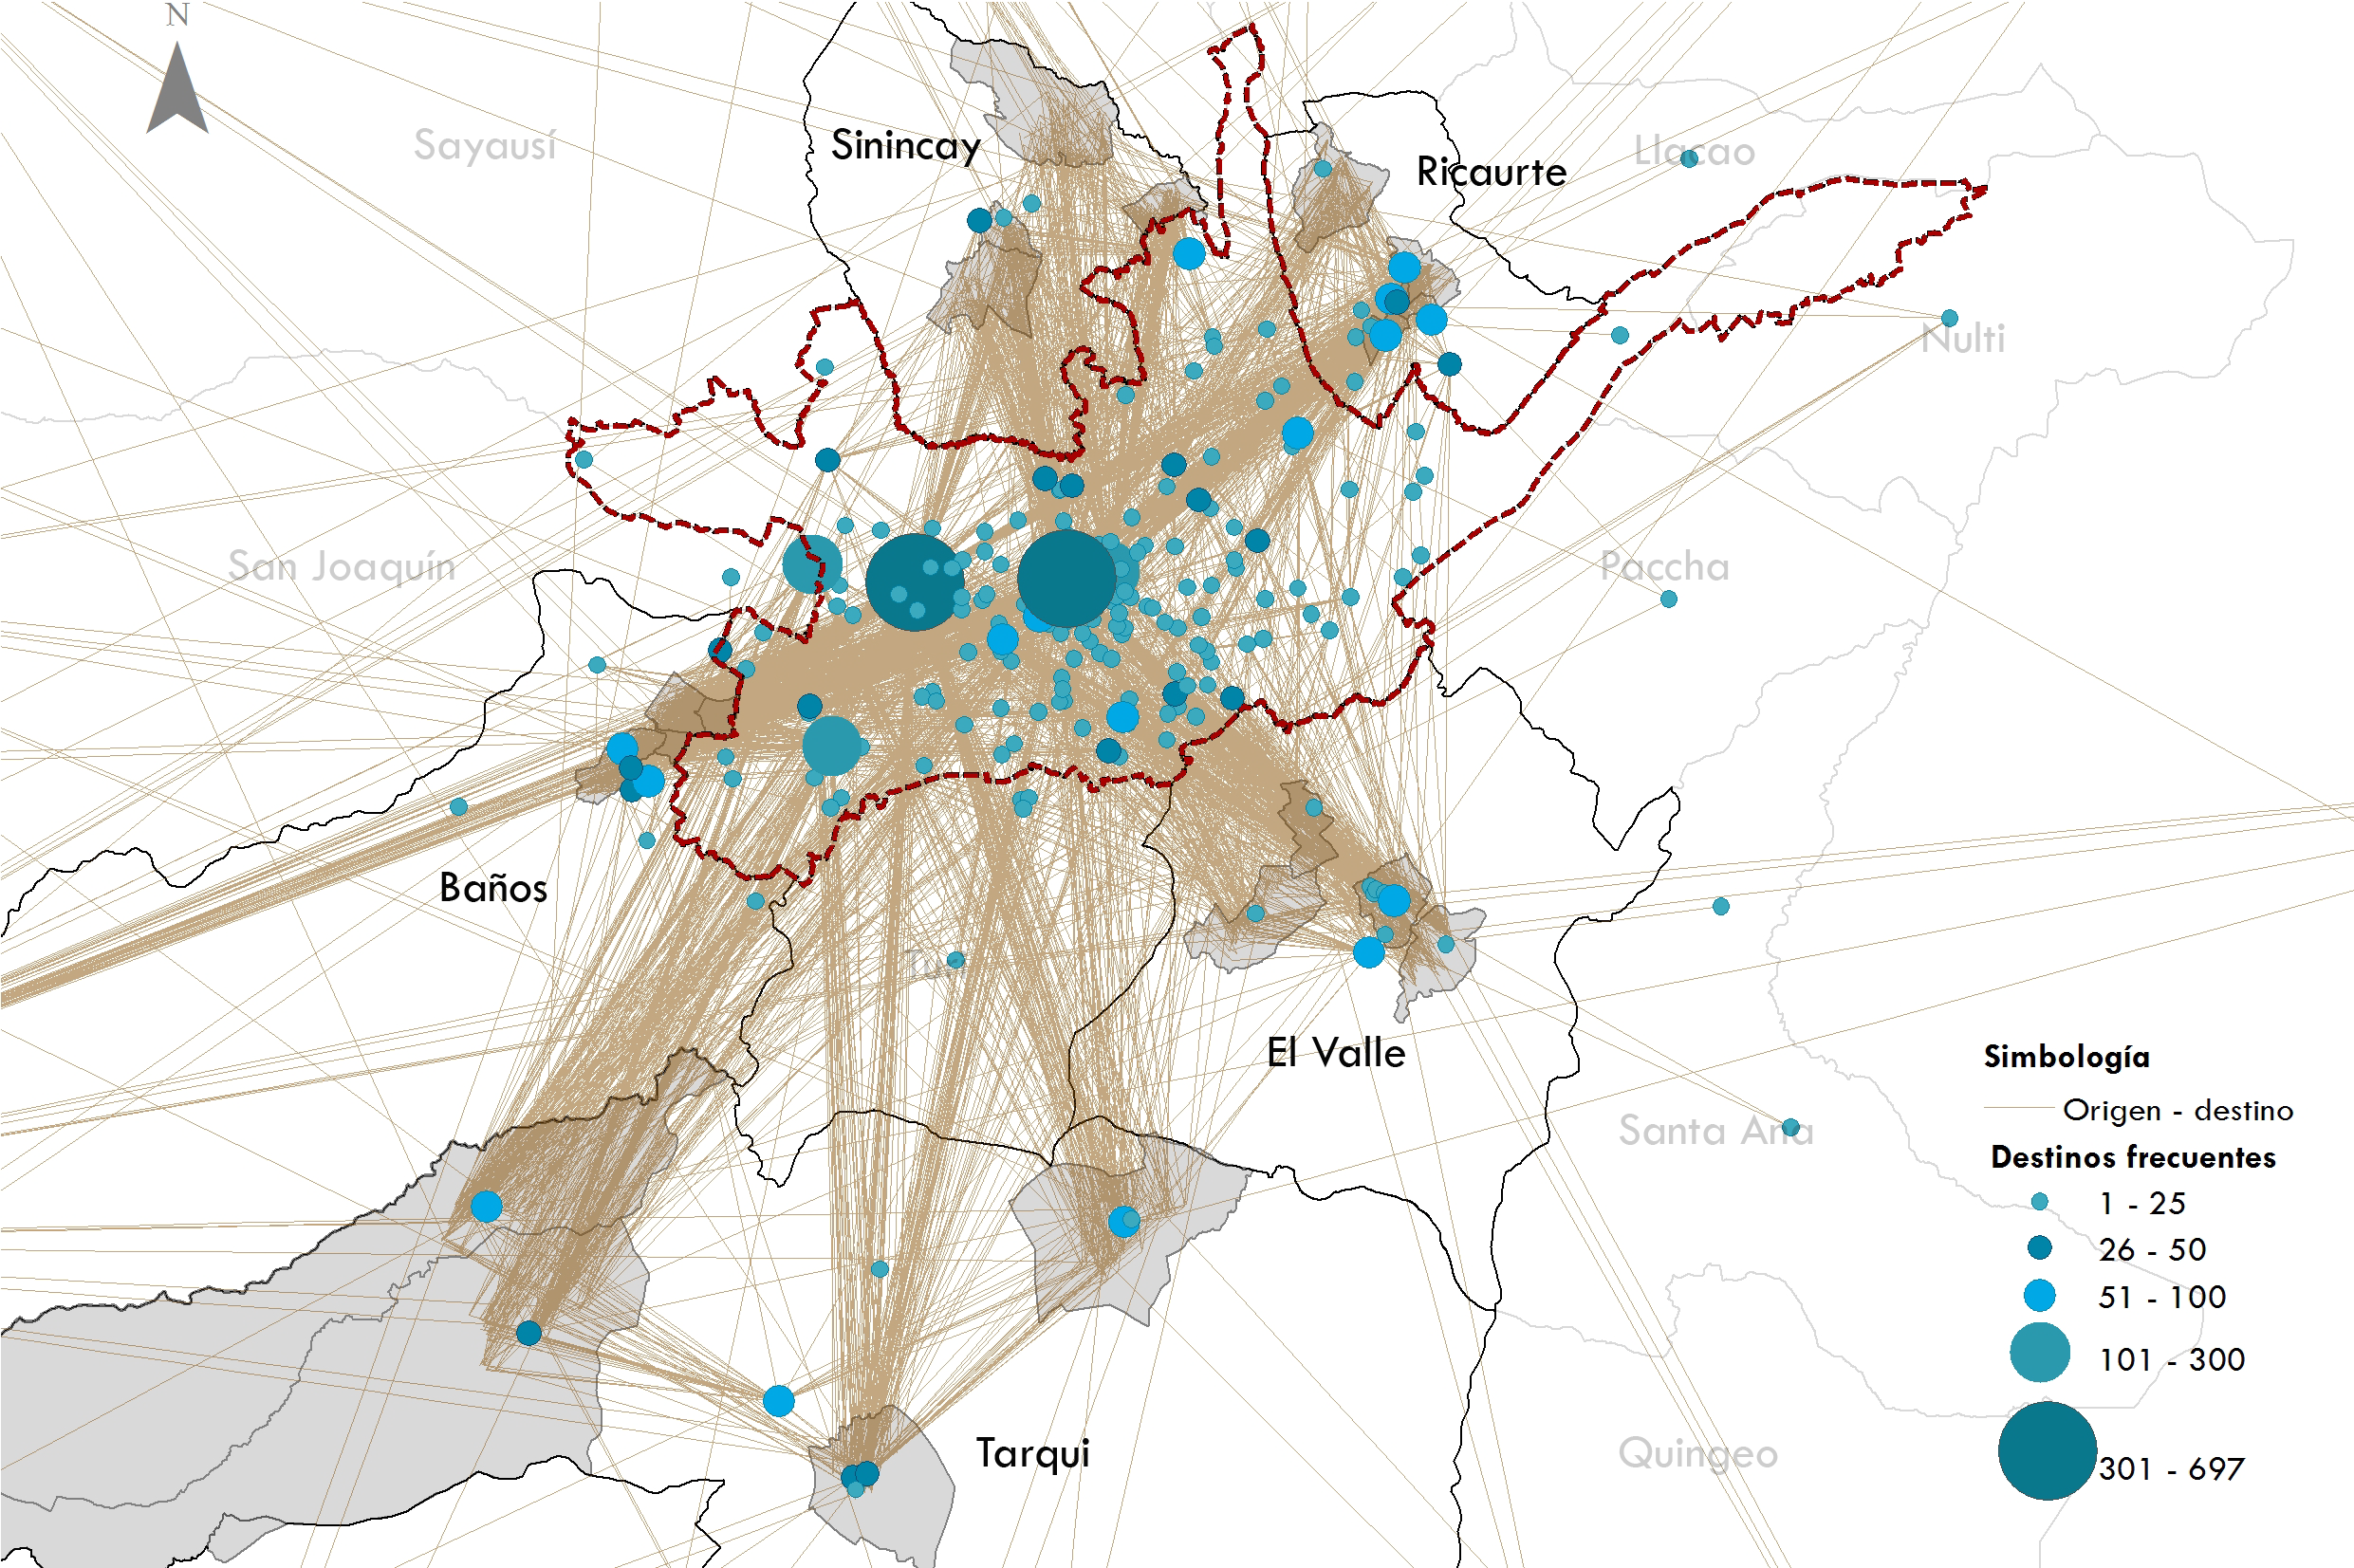 N
Sayausí
Sinincay
Ricaurte
Llacao
Nulti
San Joaquín
Paccha
Baños
El Valle
Santa Ana
Tarqui
Quingeo
Simbología
Origen - destino
Destinos frecuentes
1 - 25
26 - 50
51 - 100
101 - 300
301 - 697